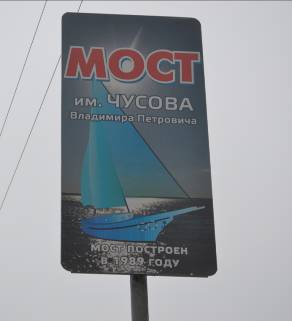 МОСТ
им. ЧУСОВА
Владимира Петровича
МОСТ ПОСТРОЕН
В 1989 ГОДУ